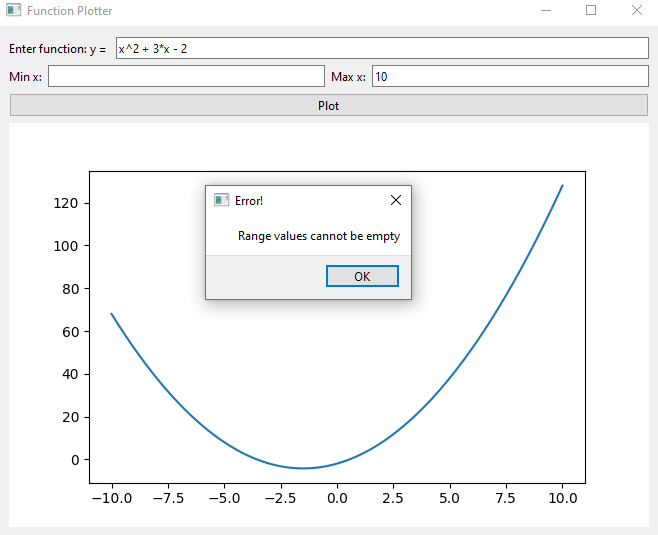 Function Plotter
Enter function: y = x^2 + 3*x - 2
Min x: Max x: 10
Plot
Error!
Range values cannot be empty
OK
120
100
80
60
40
20
0
−10.0 −7.5 −5.0 −2.5 0.0 2.5 5.0 7.5 10.0